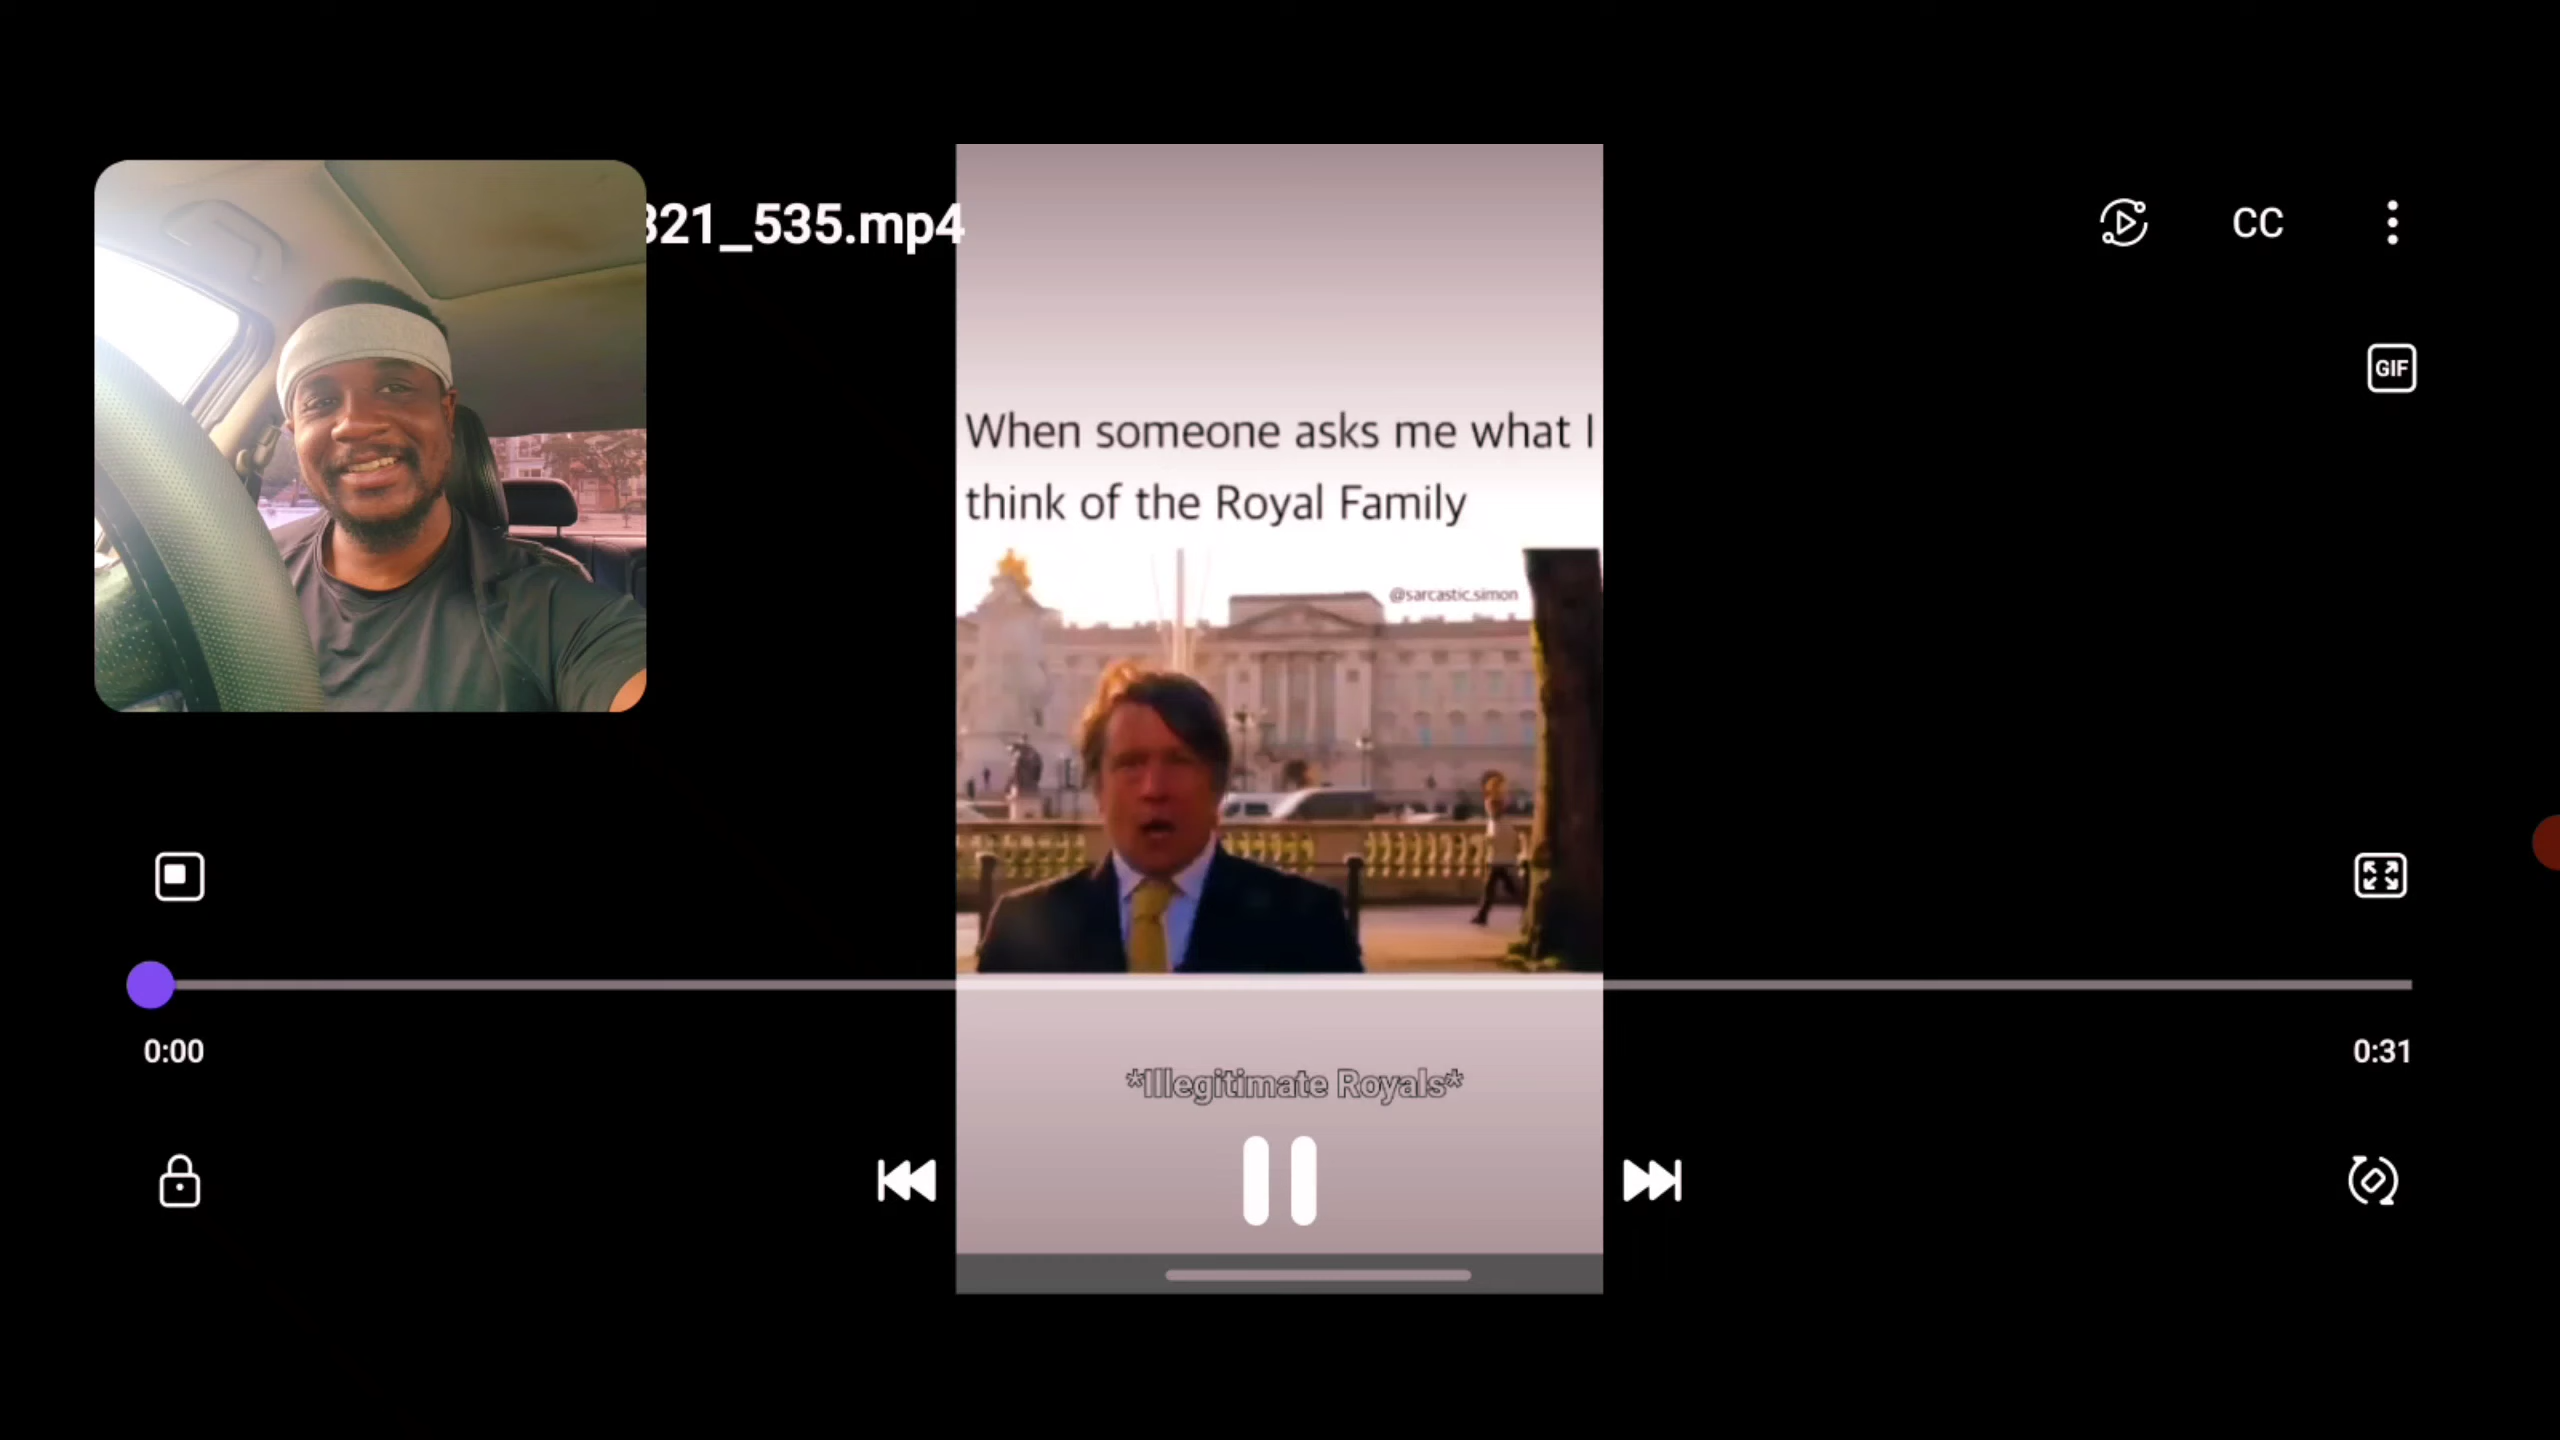 321_535.mp4
CC
GIF
When someone asks me what I
think of the Royal Family
@sarcastic.simon
0:00
0:31
*Illegitimate Royals*